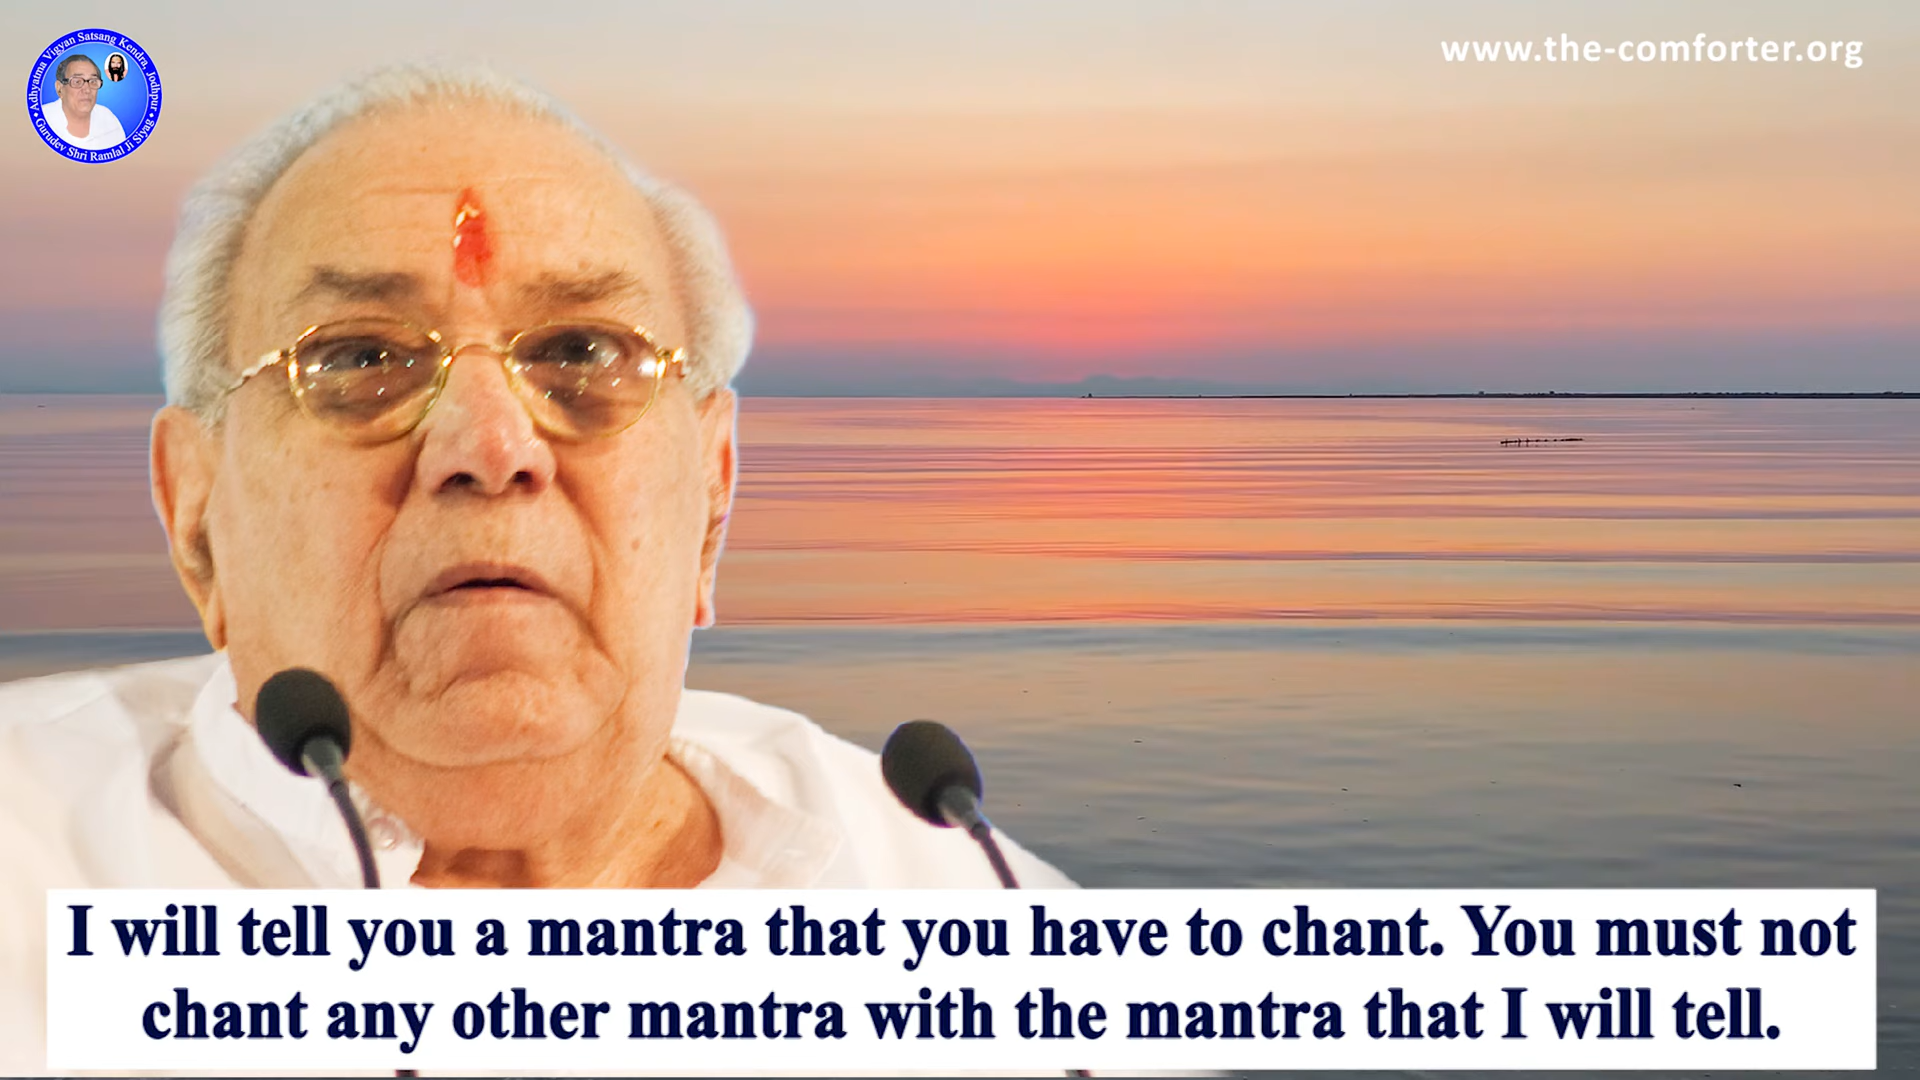 Adhyatma Vigyan Satsang Kendra, Jodhpur
• Gurudev Shri Ramlal Ji Siyag •
www.the-comforter.org
I will tell you a mantra that you have to chant. You must not
chant any other mantra with the mantra that I will tell.